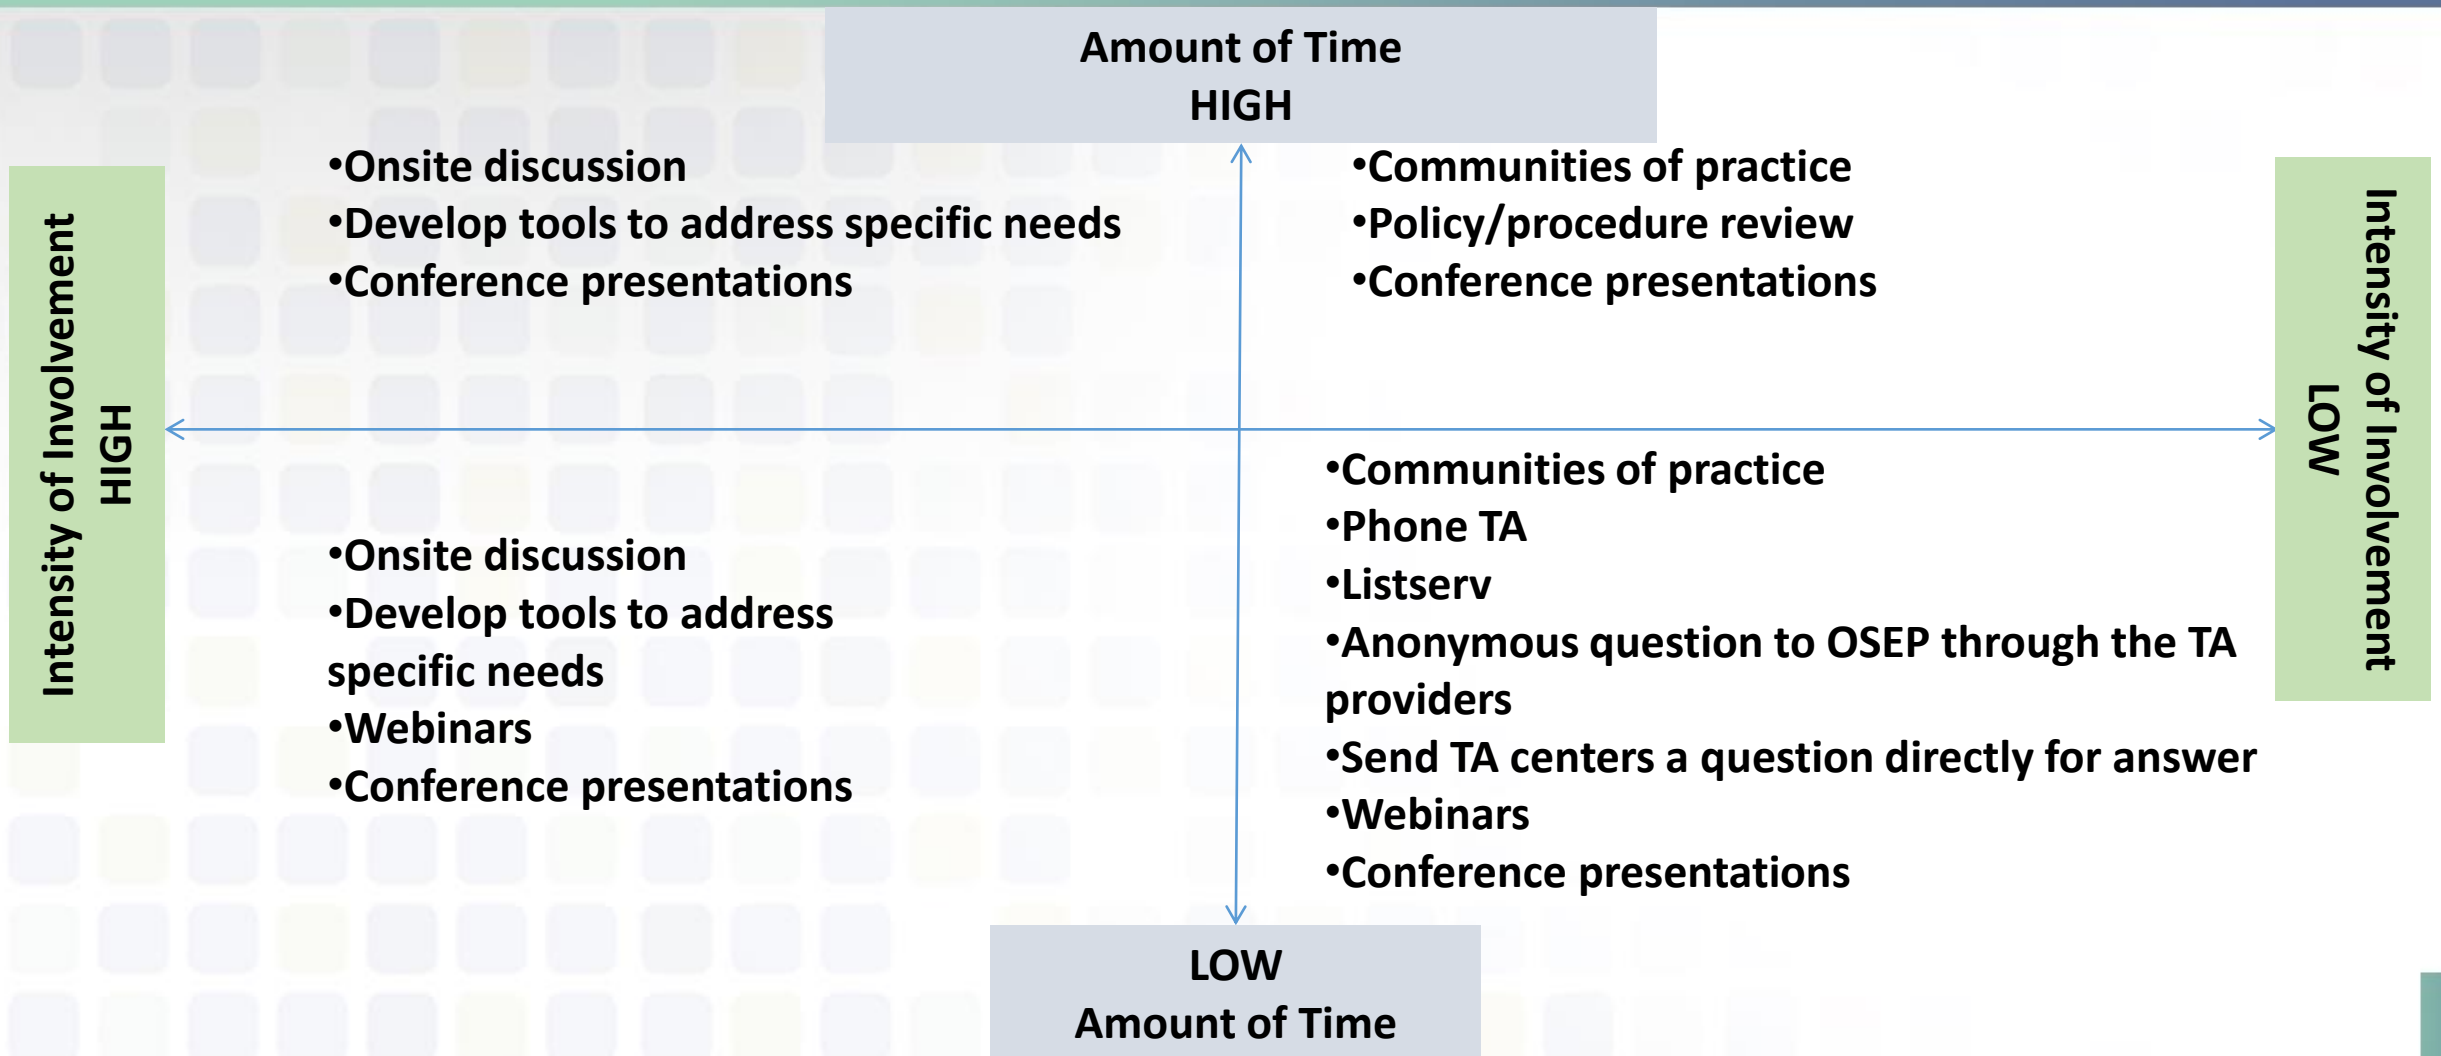 Amount of Time
HIGH
Intensity of Involvement
HIGH
•Onsite discussion
•Develop tools to address specific needs
•Conference presentations
•Communities of practice
•Policy/procedure review
•Conference presentations
Intensity of Involvement
LOW
•Onsite discussion
•Develop tools to address
specific needs
•Webinars
•Conference presentations
•Communities of practice
•Phone TA
•Listserv
•Anonymous question to OSEP through the TA
providers
•Send TA centers a question directly for answer
•Webinars
•Conference presentations
LOW
Amount of Time